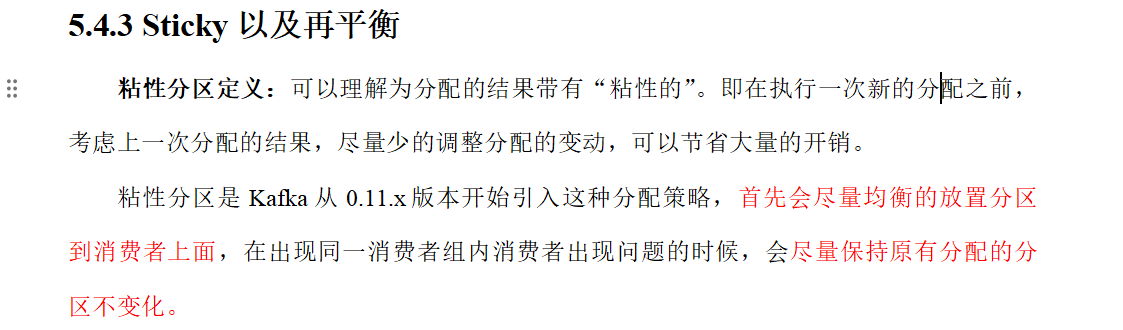 5.4.3 Sticky 以及再平衡
粘性分区定义：可以理解为分配的结果带有“粘性的”。即在执行一次新的分配之前，
考虑上一次分配的结果，尽量少的调整分配的变动，可以节省大量的开销。
粘性分区是 Kafka 从 0.11.x 版本开始引入这种分配策略，首先会尽量均衡的放置分区
到消费者上面，在出现同一消费者组内消费者出现问题的时候，会尽量保持原有分配的分
区不变化。